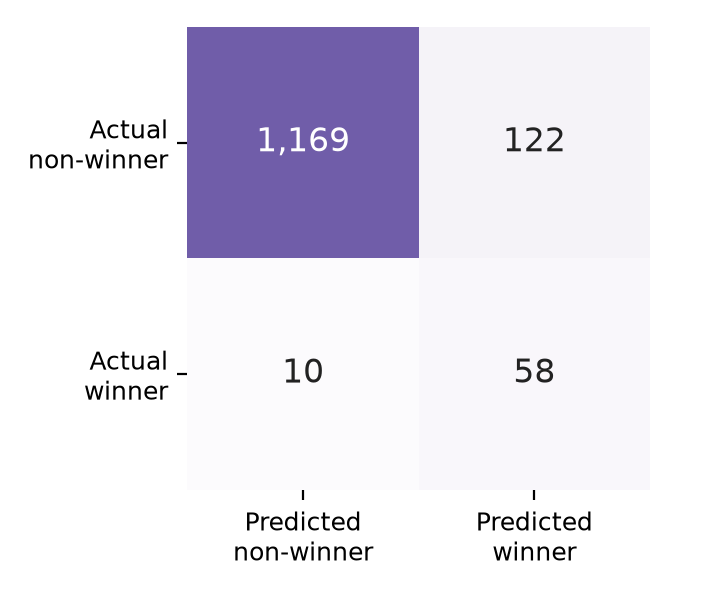 Actual
non-winner
1,169
122
Actual
winner
10
58
Predicted
non-winner
Predicted
winner